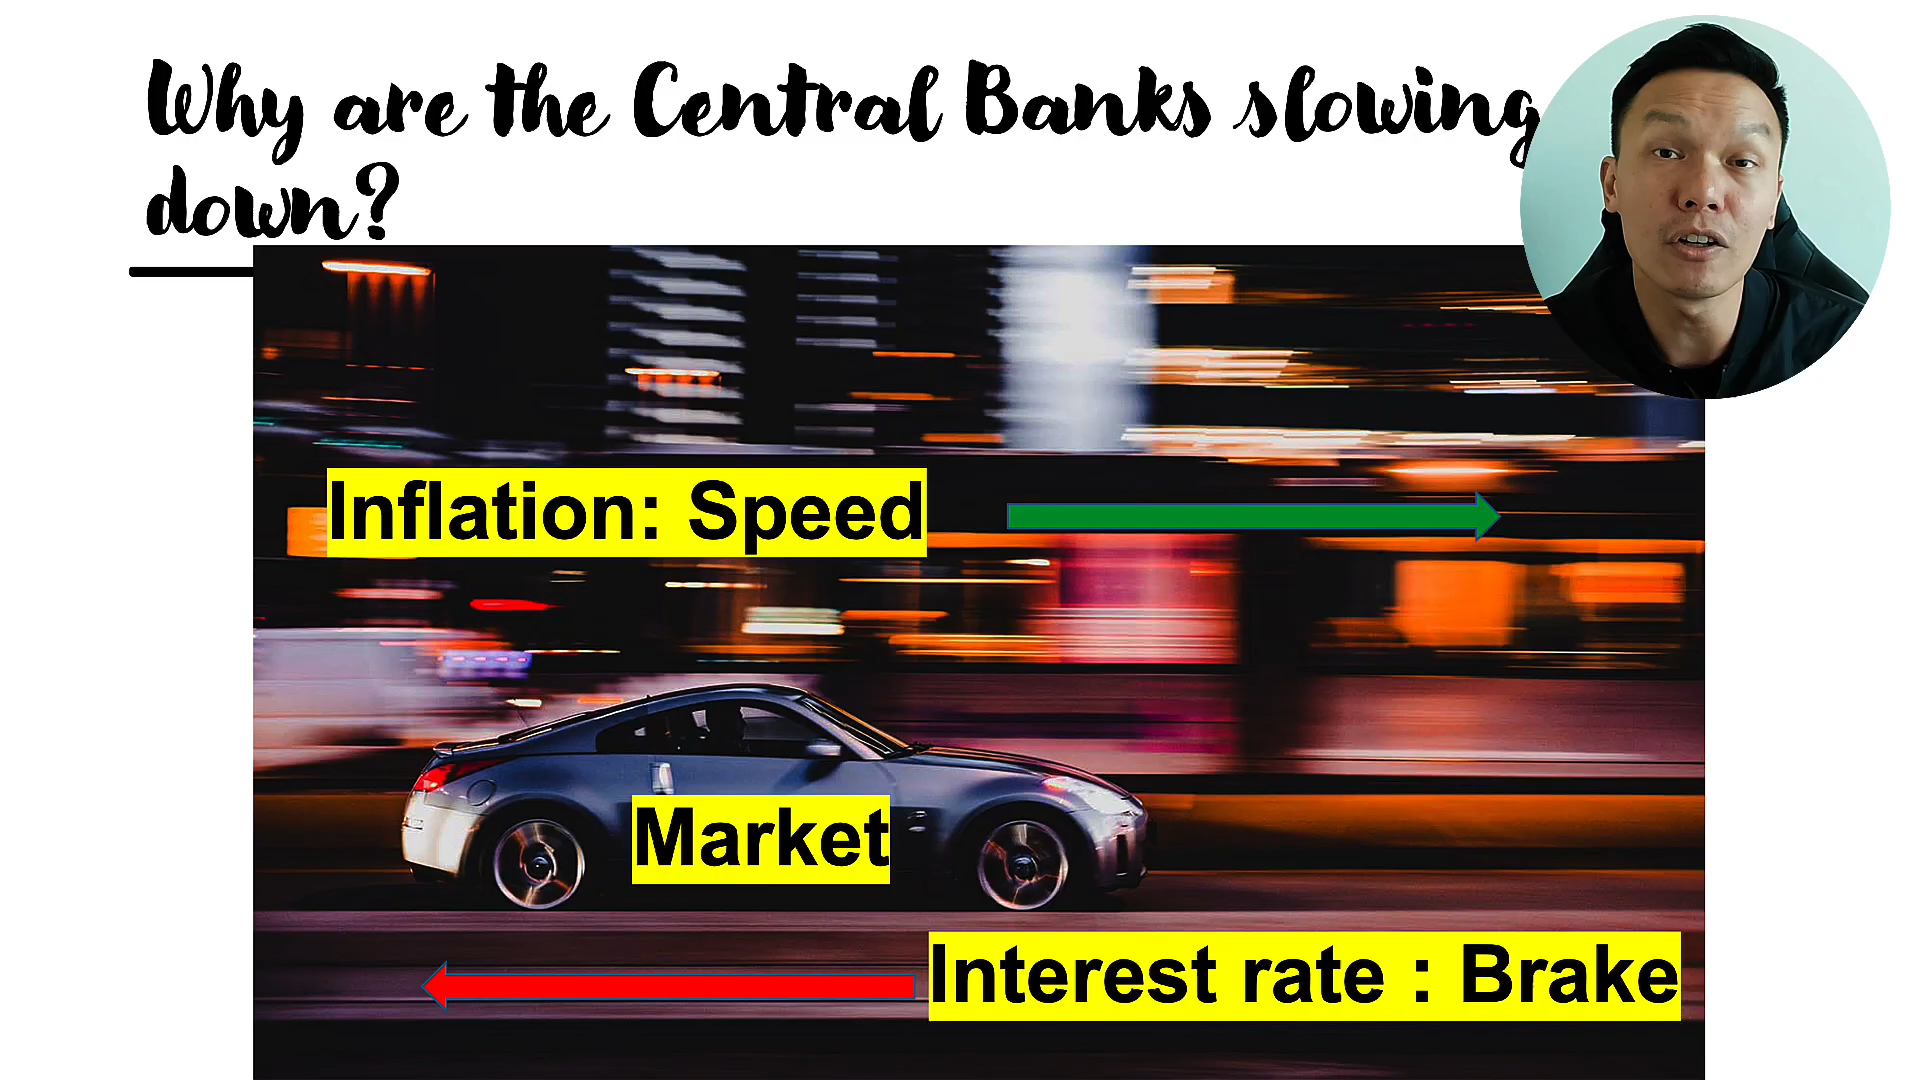 Why are the Central Banks slowing
down?
Inflation: Speed
Market
Interest rate : Brake